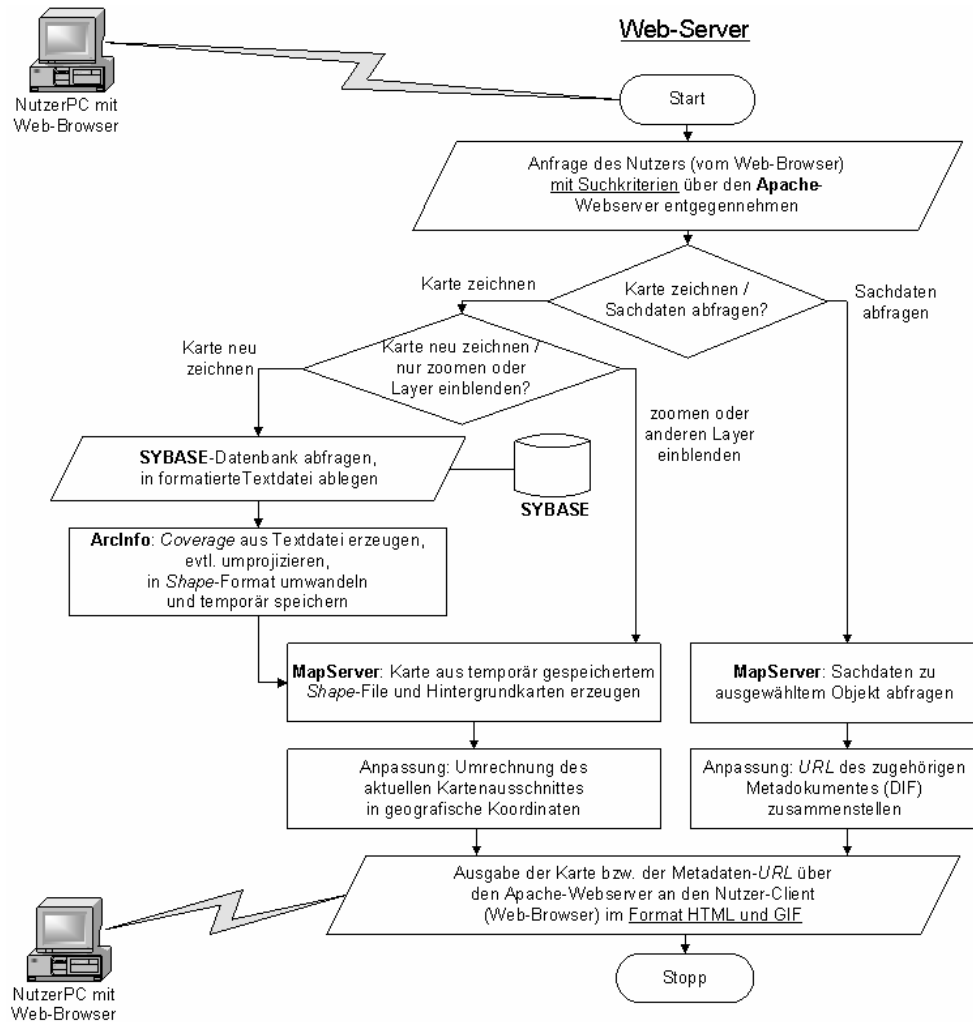 Web-Server
NutzerPC mit
Web-Browser
Start
Anfrage des Nutzers (vom Web-Browser)
mit Suchkriterien über den Apache-
Webserver entgegennehmen
Karte zeichnen /
Sachdaten abfragen?
Karte zeichnen
Sachdaten
abfragen
Karte neu zeichnen /
nur zoomen oder
Layer einblenden?
Karte neu
zeichnen
zoomen oder
anderen Layer
einblenden
SYBASE-Datenbank abfragen,
in formatierte Textdatei ablegen
SYBASE
ArcInfo: Coverage aus Textdatei erzeugen,
evtl. umprojizieren,
in Shape-Format umwandeln
und temporär speichern
MapServer: Karte aus temporär gespeichertem
Shape-File und Hintergrundkarten erzeugen
MapServer: Sachdaten zu
ausgewähltem Objekt abfragen
Anpassung: Umrechnung des
aktuellen Kartenausschnittes
in geografische Koordinaten
Anpassung: URL des zugehörigen
Metadokumentes (DIF)
zusammenstellen
Ausgabe der Karte bzw. der Metadaten-URL über
den Apache-Webserver an den Nutzer-Client
(Web-Browser) im Format HTML und GIF
Stopp
NutzerPC mit
Web-Browser